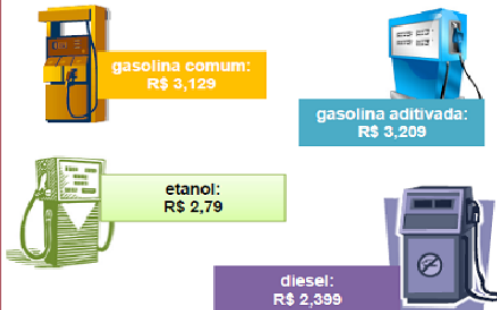 gasolina comum:
R$ 3,129
gasolina aditivada:
R$ 3,209
etanol:
R$ 2,79
diesel:
R$ 2,399